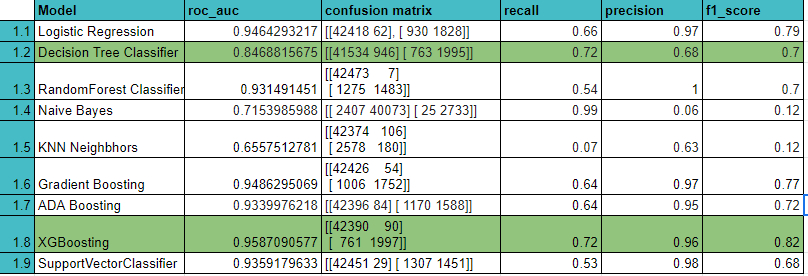 Model roc_auc confusion matrix recall precision f1_score
1.1 Logistic Regression 0.9464293217 [[42418 62], [ 930 1828]] 0.66 0.97 0.79
1.2 Decision Tree Classifier 0.8468815675 [[41534 946] [ 763 1995]] 0.72 0.68 0.7
[[42473 7]
1.3 RandomForest Classifier 0.931491451 [ 1275 1483]] 0.54 1 0.7
1.4 Naive Bayes 0.7153985988 [[ 2407 40073] [ 25 2733]] 0.99 0.06 0.12
[[42374 106]
1.5 KNN Neighbhors 0.6557512781 [ 2578 180]] 0.07 0.63 0.12
[[42426 54]
1.6 Gradient Boosting 0.9486295069 [ 1006 1752]] 0.64 0.97 0.77
1.7 ADA Boosting 0.9339976218 [[42396 84] [ 1170 1588]] 0.64 0.95 0.72
[[42390 90]
1.8 XGBoosting 0.9587090577 [ 761 1997]] 0.72 0.96 0.82
1.9 SupportVectorClassifier 0.9359179633 [[42451 29] [ 1307 1451]] 0.53 0.98 0.68